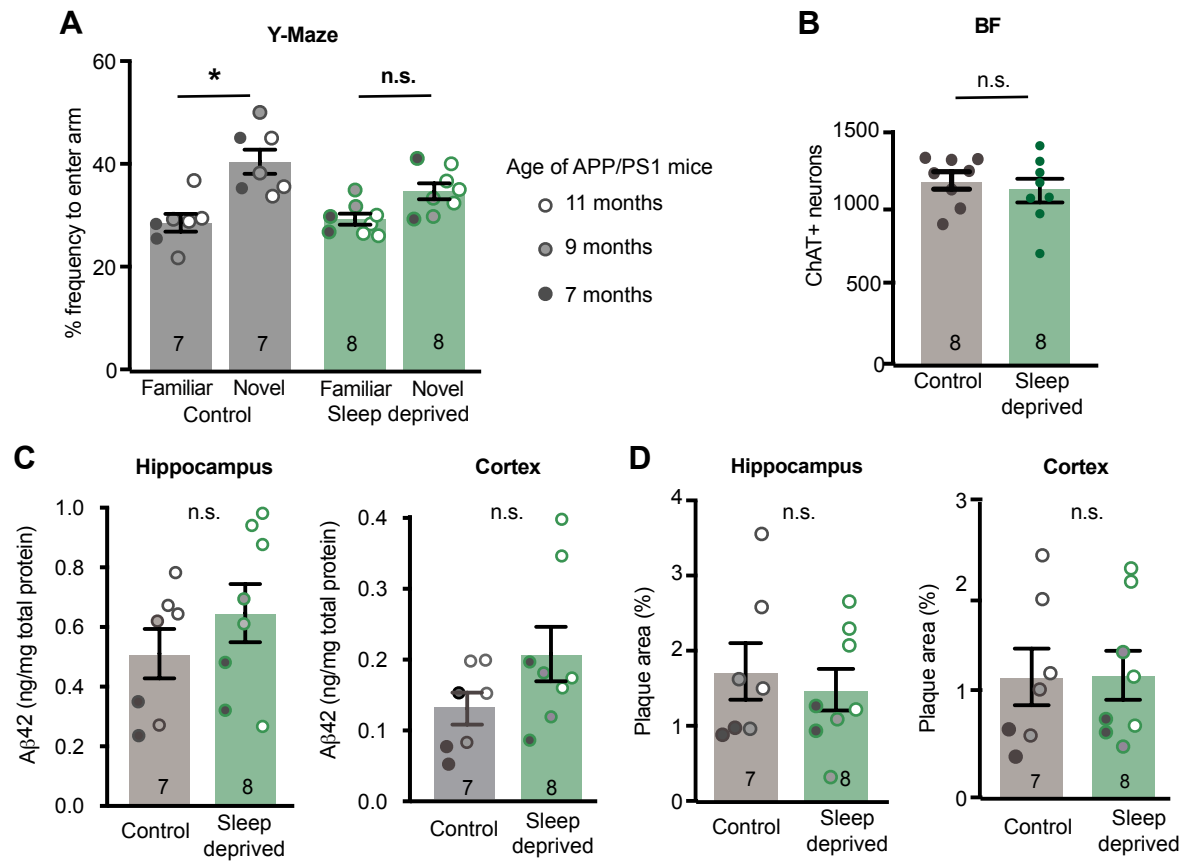 A
Y-Maze
% frequency to enter arm
60
40
20
0
*
n.s.
7
7
8
8
Familiar
Novel
Familiar
Novel
Control
Sleep deprived
Age of APP/PS1 mice
11 months
9 months
7 months
B
BF
n.s.
ChAT+ neurons
1500
1000
500
0
8
8
Control
Sleep
deprived
C
Hippocampus
n.s.
Aβ42 (ng/mg total protein)
1.0
0.8
0.6
0.4
0.2
0.0
7
8
Control
Sleep
deprived
Cortex
n.s.
Aβ42 (ng/mg total protein)
0.4
0.3
0.2
0.1
0.0
7
8
Control
Sleep
deprived
D
Hippocampus
n.s.
Plaque area (%)
4
3
2
1
0
7
8
Control
Sleep
deprived
Cortex
n.s.
Plaque area (%)
3
2
1
0
7
8
Control
Sleep
deprived